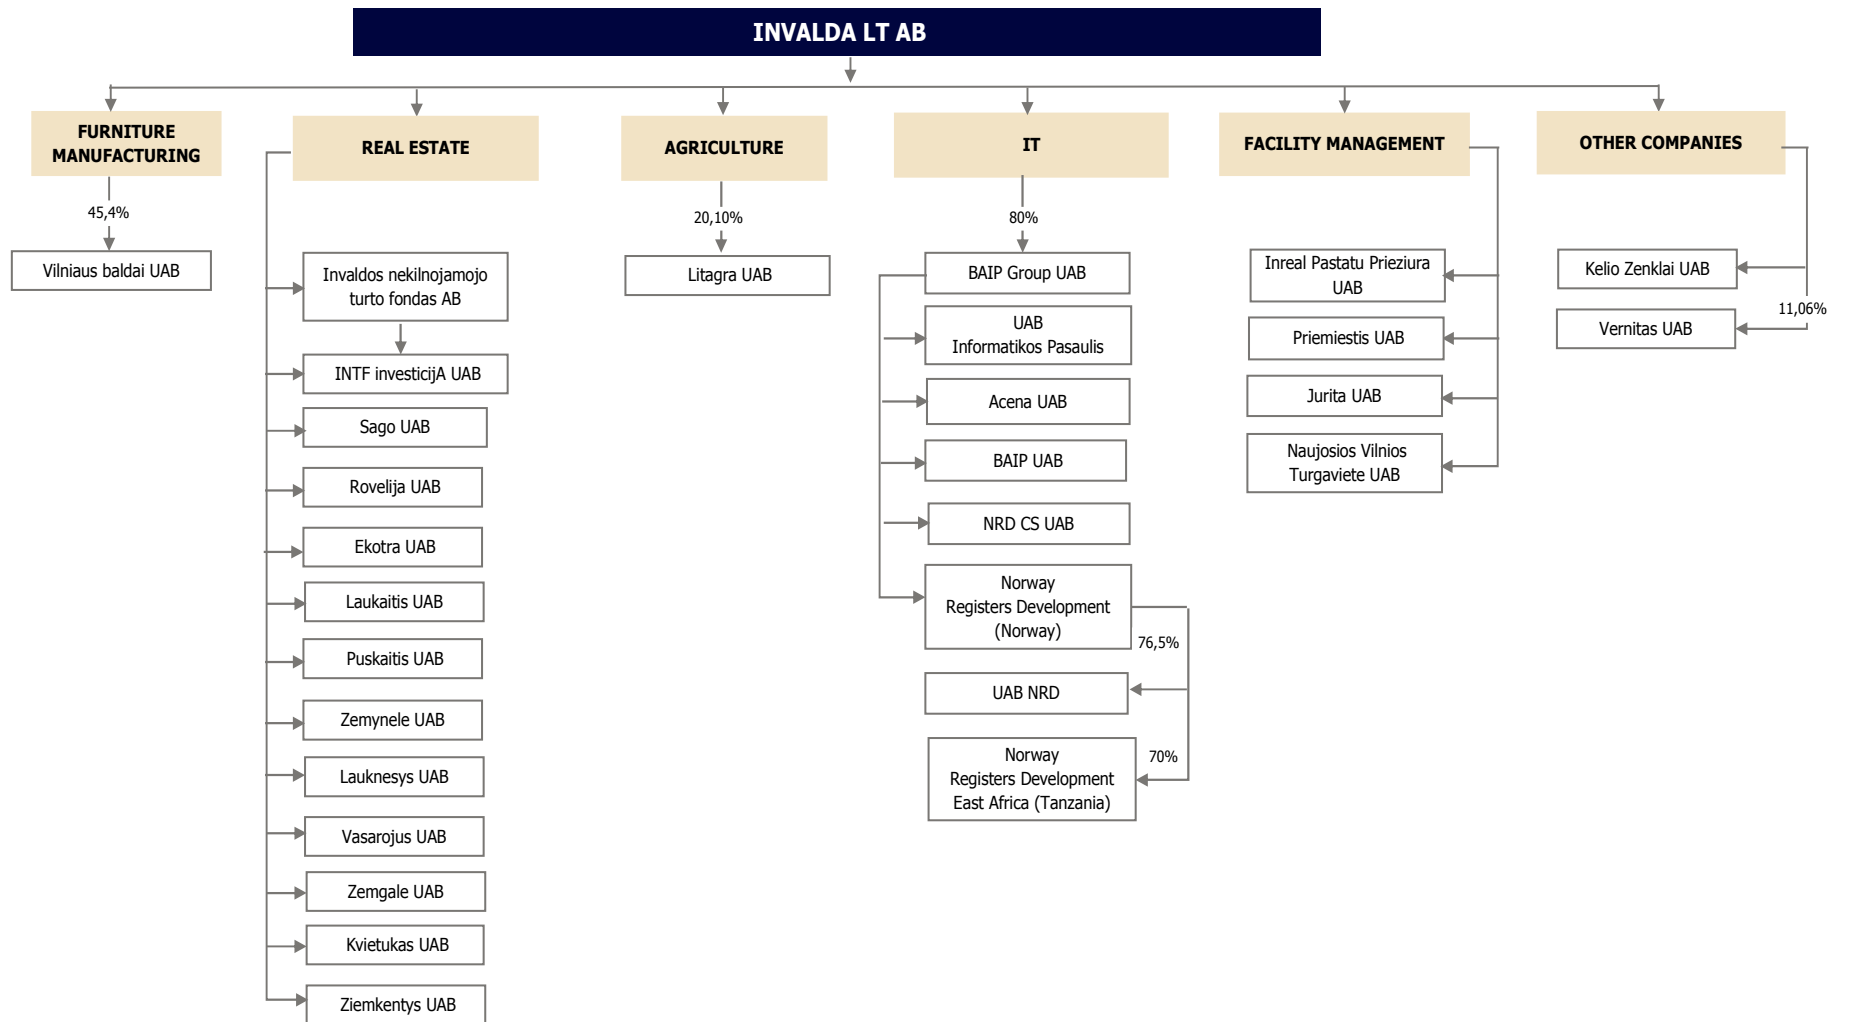 INVALDA LT AB
FURNITURE
MANUFACTURING
45,4%
Vilniaus baldai UAB
REAL ESTATE
Invaldos nekilnojamojo
turto fondas AB
INTF investicijA UAB
Sago UAB
Rovelija UAB
Ekotra UAB
Laukaitis UAB
Puskaitis UAB
Zemynele UAB
Lauknesys UAB
Vasarojus UAB
Zemgale UAB
Kvietukas UAB
Ziemkentys UAB
AGRICULTURE
20,10%
Litagra UAB
IT
80%
BAIP Group UAB
UAB
Informatikos Pasaulis
Acena UAB
BAIP UAB
NRD CS UAB
Norway
Registers Development
(Norway)
76,5%
UAB NRD
Norway
Registers Development
East Africa (Tanzania)
70%
FACILITY MANAGEMENT
Inreal Pastatu Prieziura
UAB
Priemiestis UAB
Jurita UAB
Naujosios Vilnios
Turgaviete UAB
OTHER COMPANIES
Kelio Zenklai UAB
11,06%
Vernitas UAB